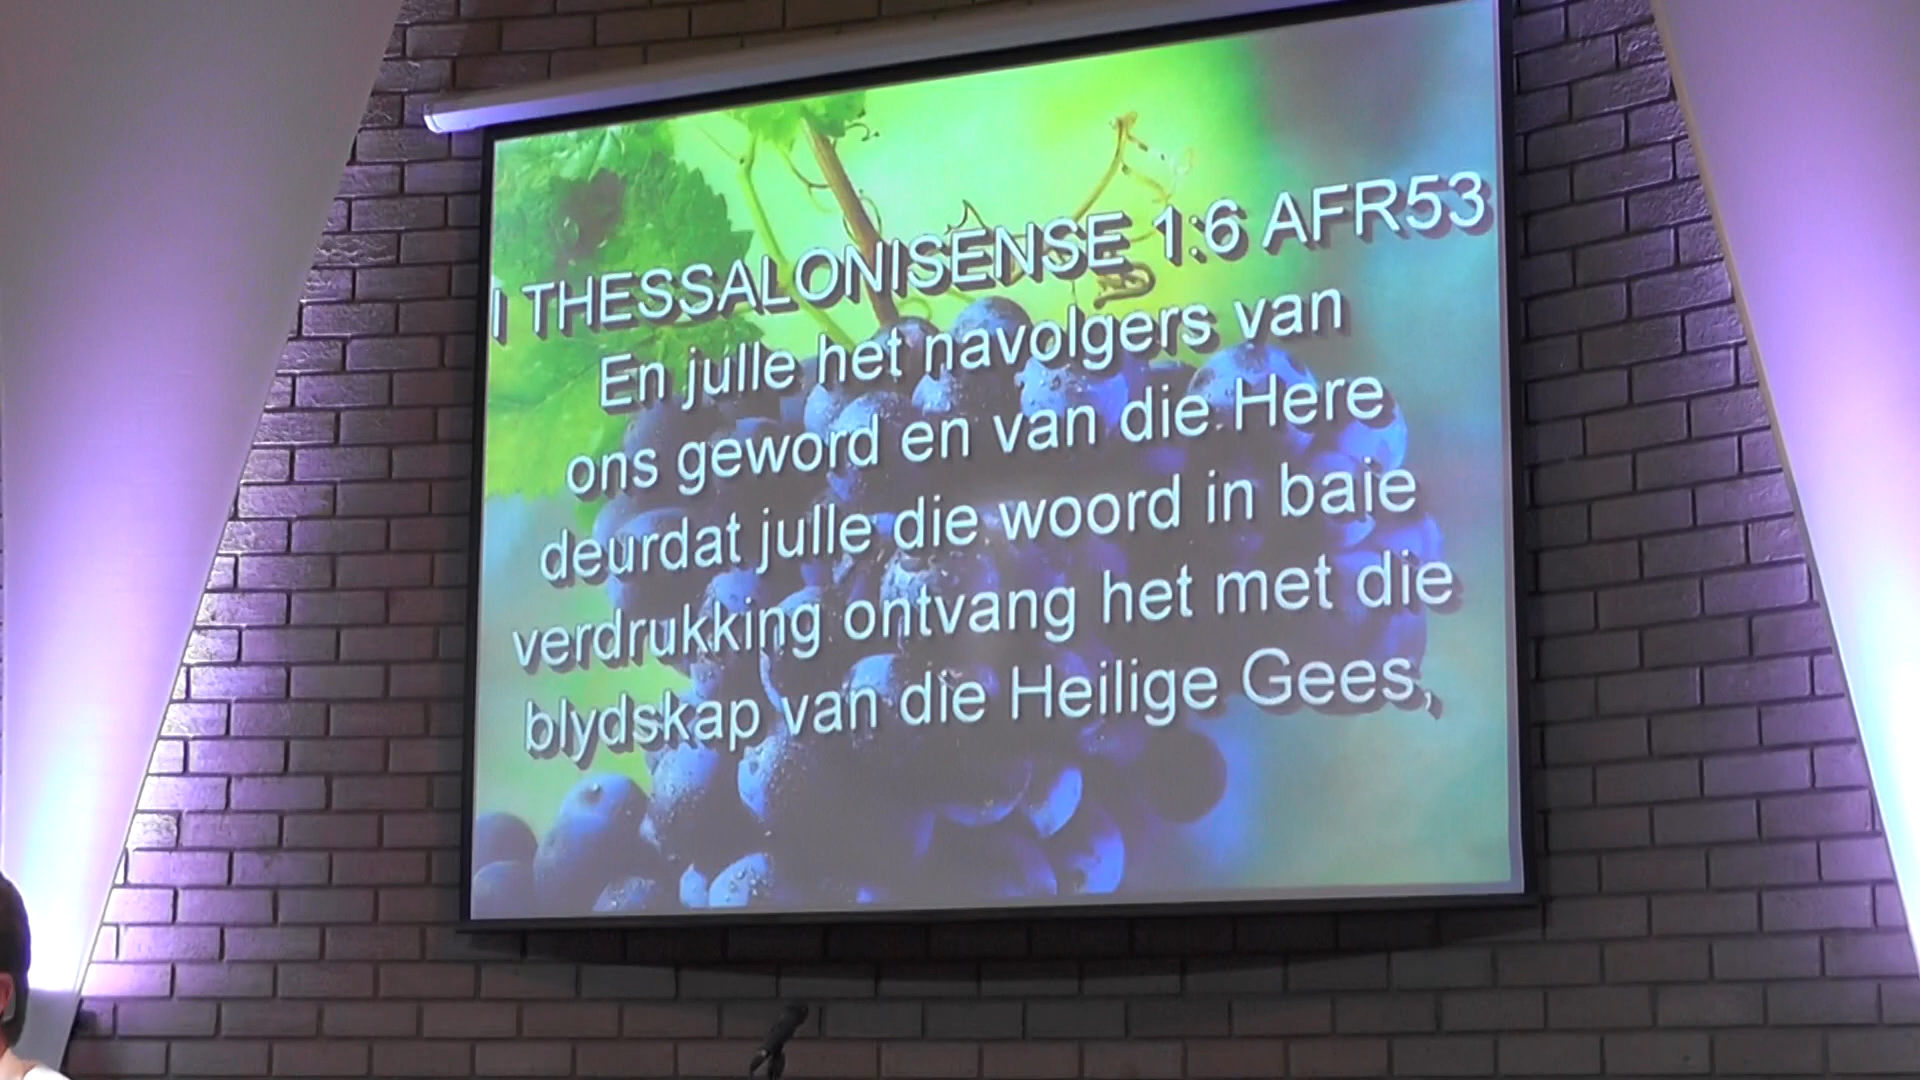 I THESSALONISENSE 1:6 AFR53
En julle het navolgers van
ons geword en van die Here
deurdat julle die woord in baie
verdrukking ontvang het met die
blydskap van die Heilige Gees,